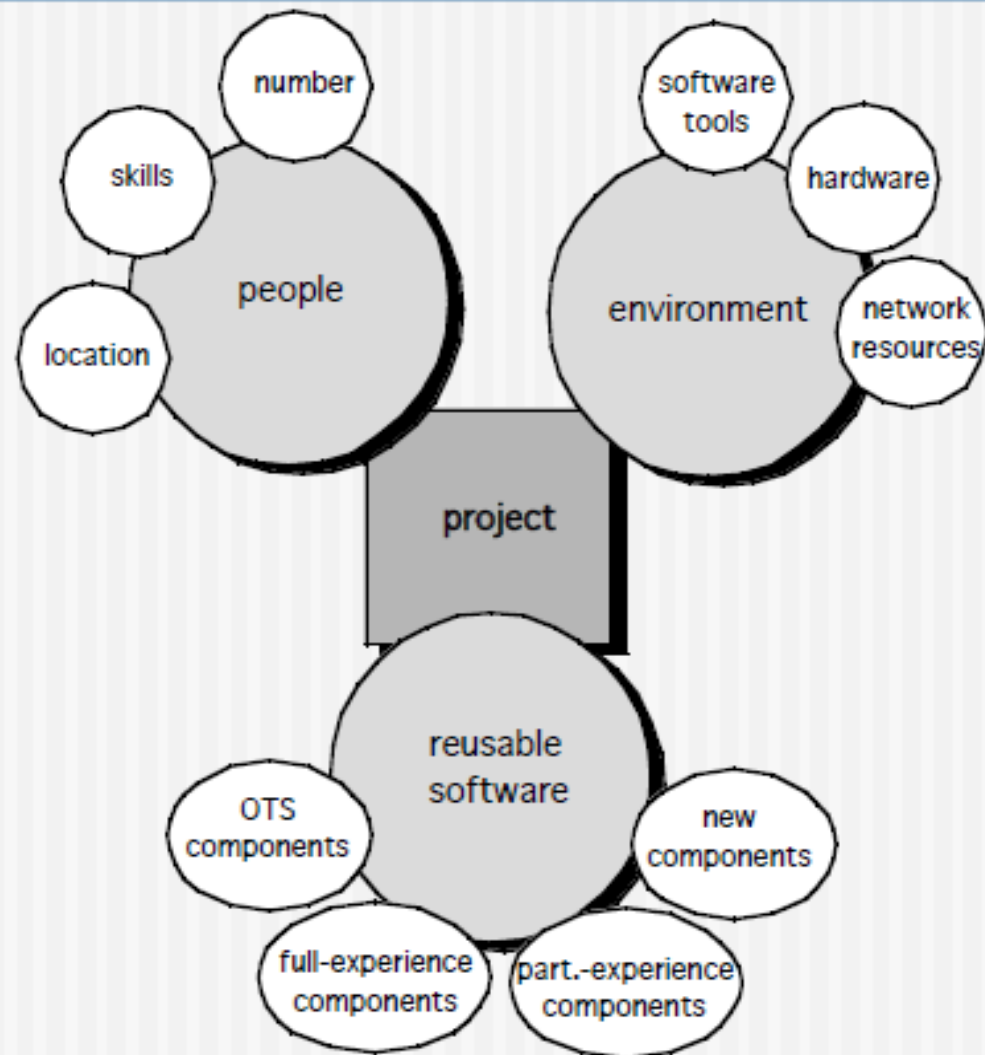 number
skills
people
location
software
tools
hardware
environment
network
resources
project
reusable
software
OTS
components
new
components
full-experience
components
part.-experience
components